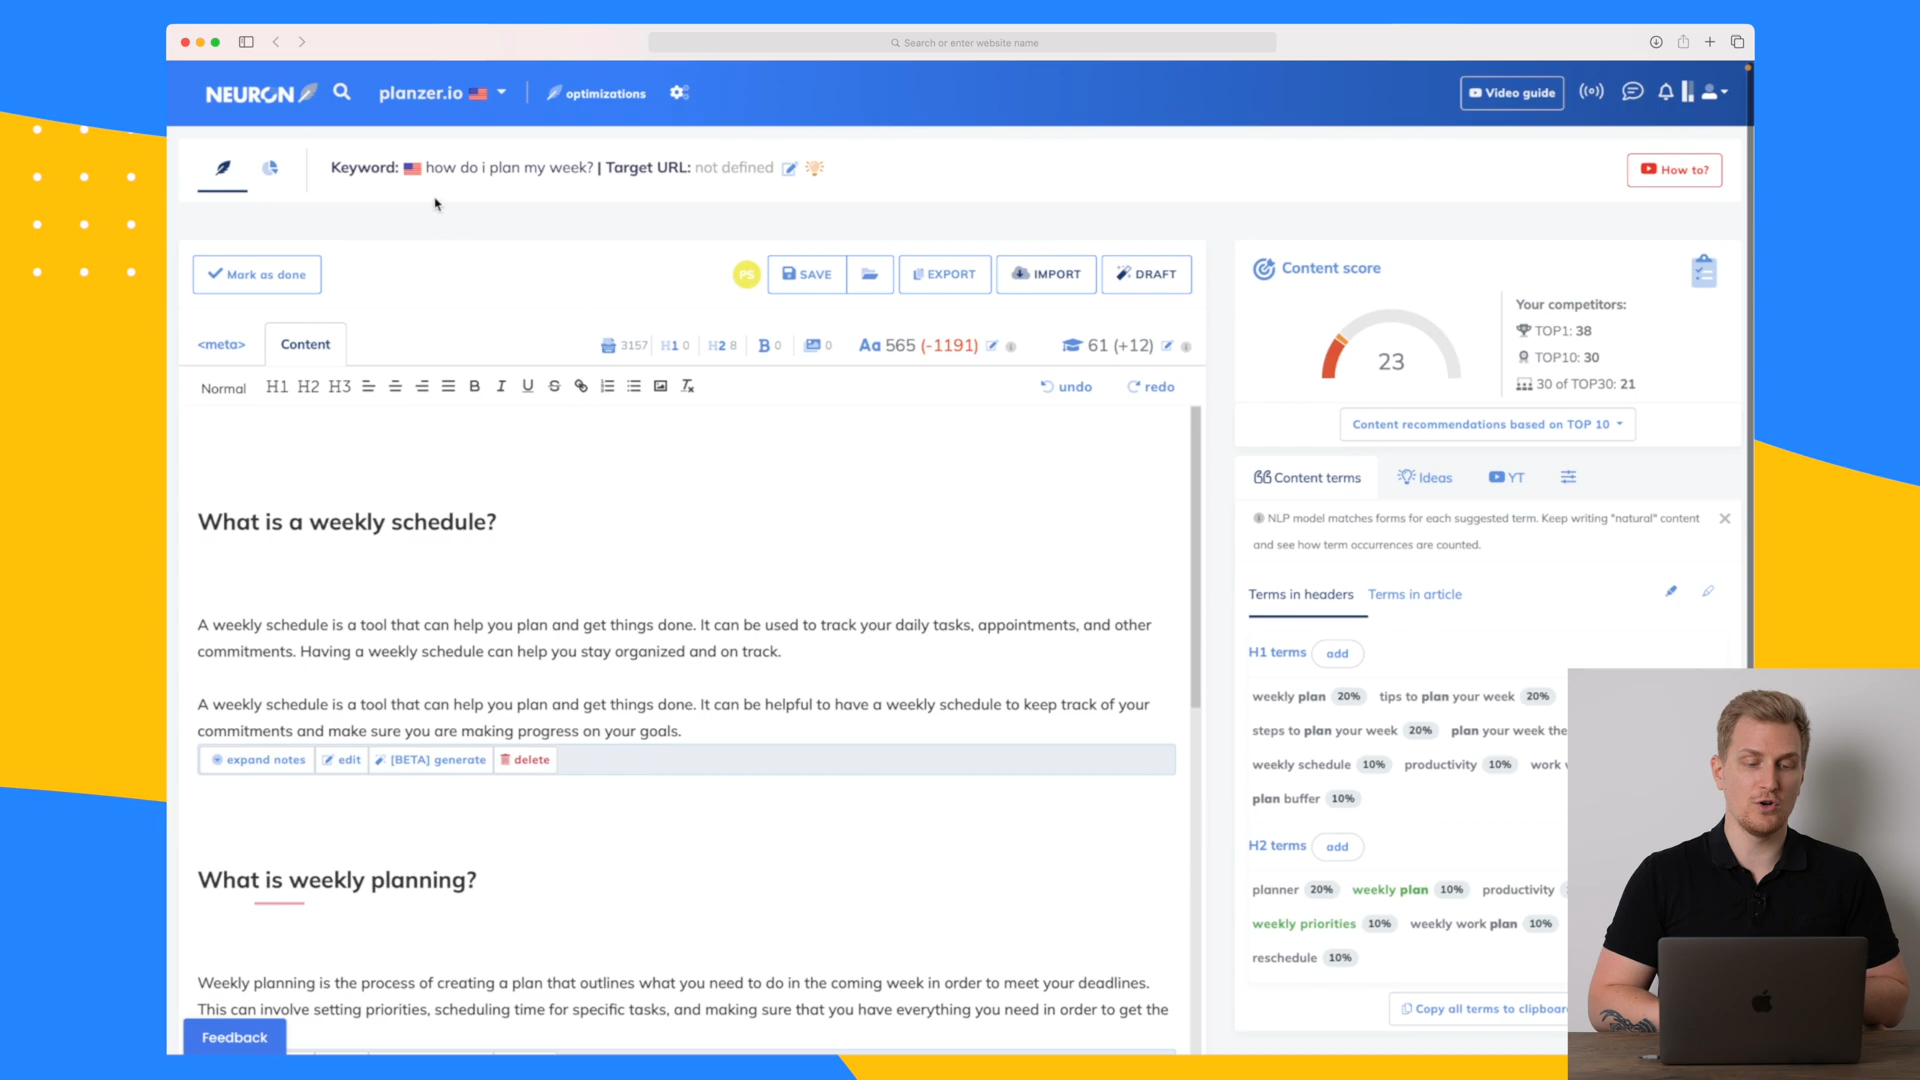 Search or enter website name
NEURON planzer.io optimizations Video guide
Keyword: how do i plan my week? | Target URL: not defined How to?
Mark as done PS SAVE EXPORT IMPORT DRAFT
<meta> Content 3157 H1 0 H2 8 B 0 0 Aa 565 (-1191) 61 (+12)
Normal H1 H2 H3 B I U S undo redo
What is a weekly schedule?
A weekly schedule is a tool that can help you plan and get things done. It can be used to track your daily tasks, appointments, and other
commitments. Having a weekly schedule can help you stay organized and on track.
A weekly schedule is a tool that can help you plan and get things done. It can be helpful to have a weekly schedule to keep track of your
commitments and make sure you are making progress on your goals.
expand notes edit [BETA] generate delete
What is weekly planning?
Weekly planning is the process of creating a plan that outlines what you need to do in the coming week in order to meet your deadlines.
This can involve setting priorities, scheduling time for specific tasks, and making sure that you have everything you need in order to get the
Feedback
Content score
23
Your competitors:
TOP1: 38
TOP10: 30
30 of TOP30: 21
Content recommendations based on TOP 10
Content terms Ideas YT
NLP model matches forms for each suggested term. Keep writing "natural" content
and see how term occurrences are counted.
Terms in headers Terms in article
H1 terms add
weekly plan 20% tips to plan your week 20%
steps to plan your week 20% plan your week the
weekly schedule 10% productivity 10% work
plan buffer 10%
H2 terms add
planner 20% weekly plan 10% productivity
weekly priorities 10% weekly work plan 10%
reschedule 10%
Copy all terms to clipboar